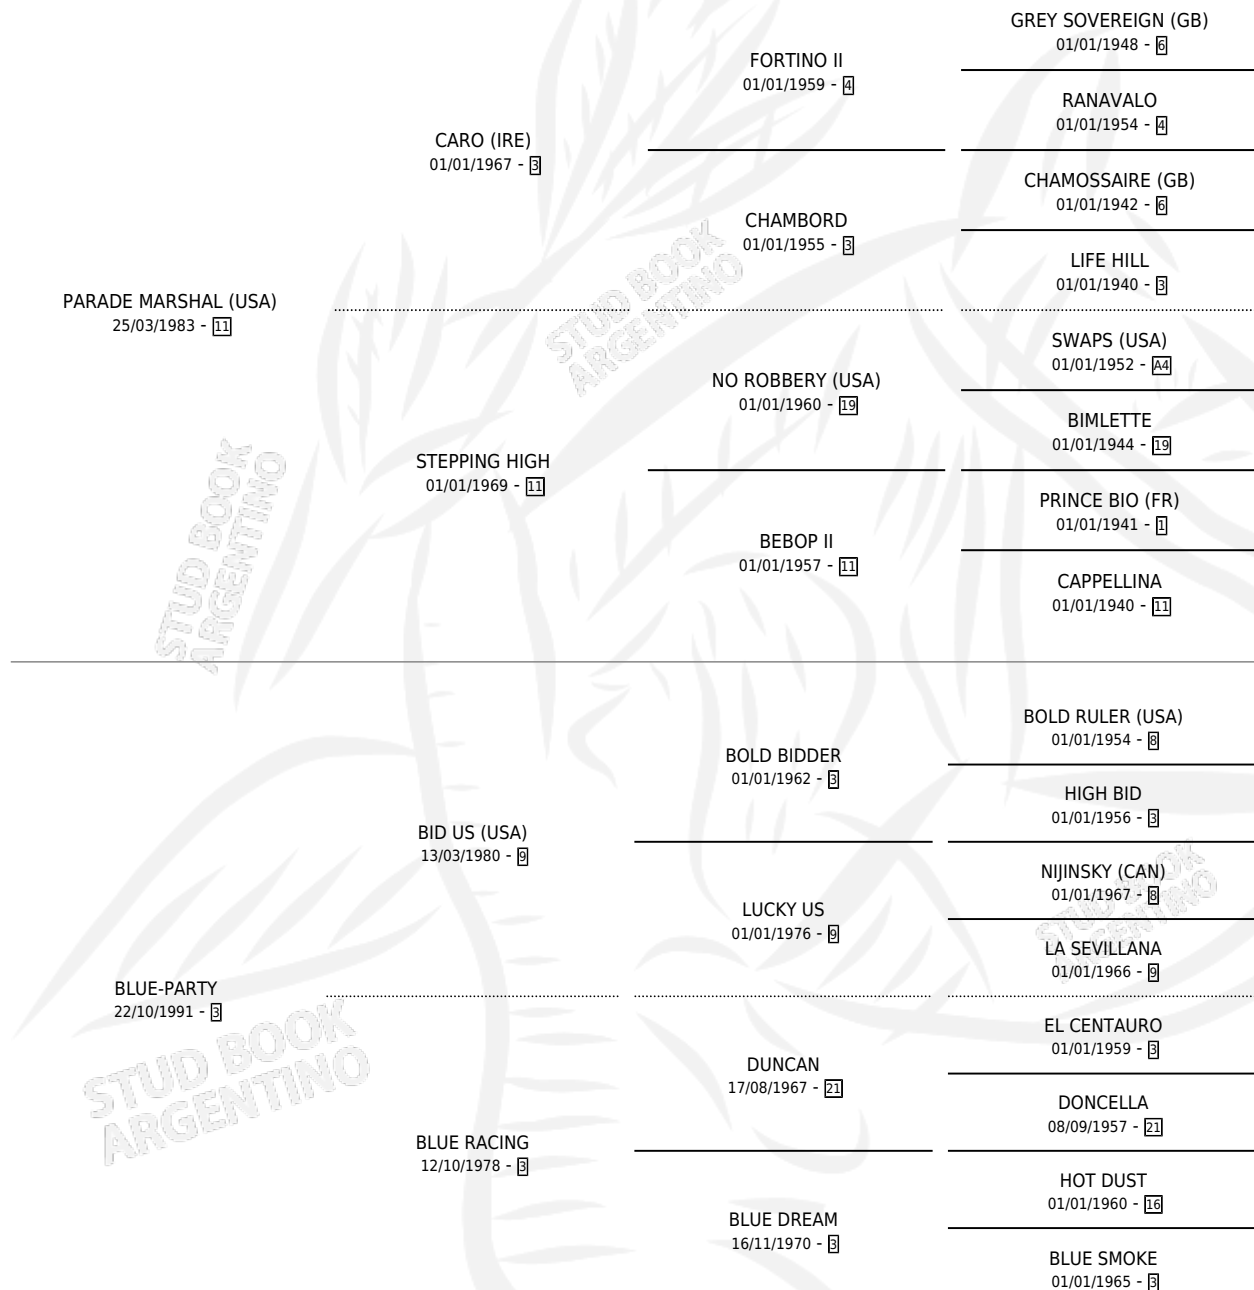 GREY SOVEREIGN (GB)
01/01/1948 - 6
FORTINO II
01/01/1959 - 4
RANAVALO
01/01/1954 - 4
CARO (IRE)
01/01/1967 - 3
CHAMOSSAIRE (GB)
01/01/1942 - 6
CHAMBORD
01/01/1955 - 3
LIFE HILL
01/01/1940 - 3
PARADE MARSHAL (USA)
25/03/1983 - 11
SWAPS (USA)
01/01/1952 - A4
NO ROBBERY (USA)
01/01/1960 - 19
BIMLETTE
01/01/1944 - 19
STEPPING HIGH
01/01/1969 - 11
PRINCE BIO (FR)
01/01/1941 - 1
BEBOP II
01/01/1957 - 11
CAPPELLINA
01/01/1940 - 11
BOLD RULER (USA)
01/01/1954 - 8
BOLD BIDDER
01/01/1962 - 3
HIGH BID
01/01/1956 - 3
BID US (USA)
13/03/1980 - 9
NIJINSKY (CAN)
01/01/1967 - 8
LUCKY US
01/01/1976 - 9
LA SEVILLANA
01/01/1966 - 9
BLUE-PARTY
22/10/1991 - 3
EL CENTAURO
01/01/1959 - 3
DUNCAN
17/08/1967 - 21
DONCELLA
08/09/1957 - 21
BLUE RACING
12/10/1978 - 3
HOT DUST
01/01/1960 - 16
BLUE DREAM
16/11/1970 - 3
BLUE SMOKE
01/01/1965 - 3
STUD BOOK
ARGENTINO
STUD BOOK
ARGENTINO
STUD BOOK
ARGENTINO
STUD BOOK
ARGENTINO